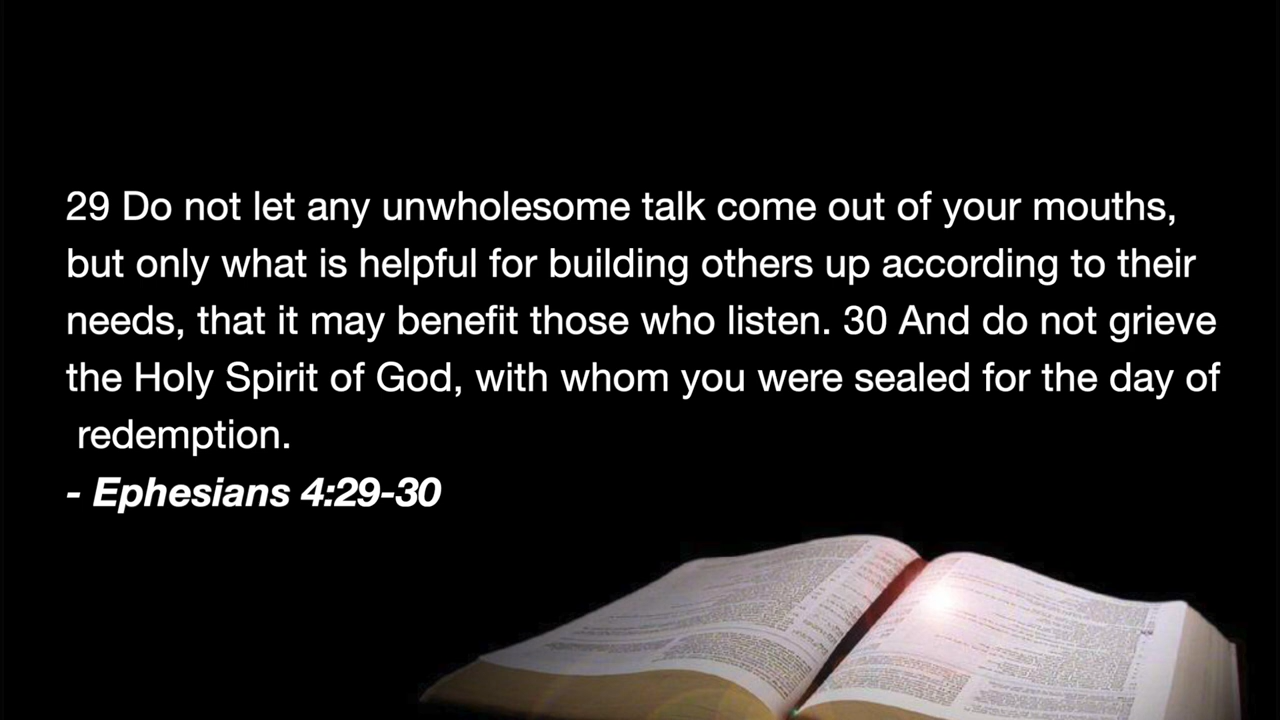 29 Do not let any unwholesome talk come out of your mouths,
but only what is helpful for building others up according to their
needs, that it may benefit those who listen. 30 And do not grieve
the Holy Spirit of God, with whom you were sealed for the day of
redemption.
- Ephesians 4:29-30